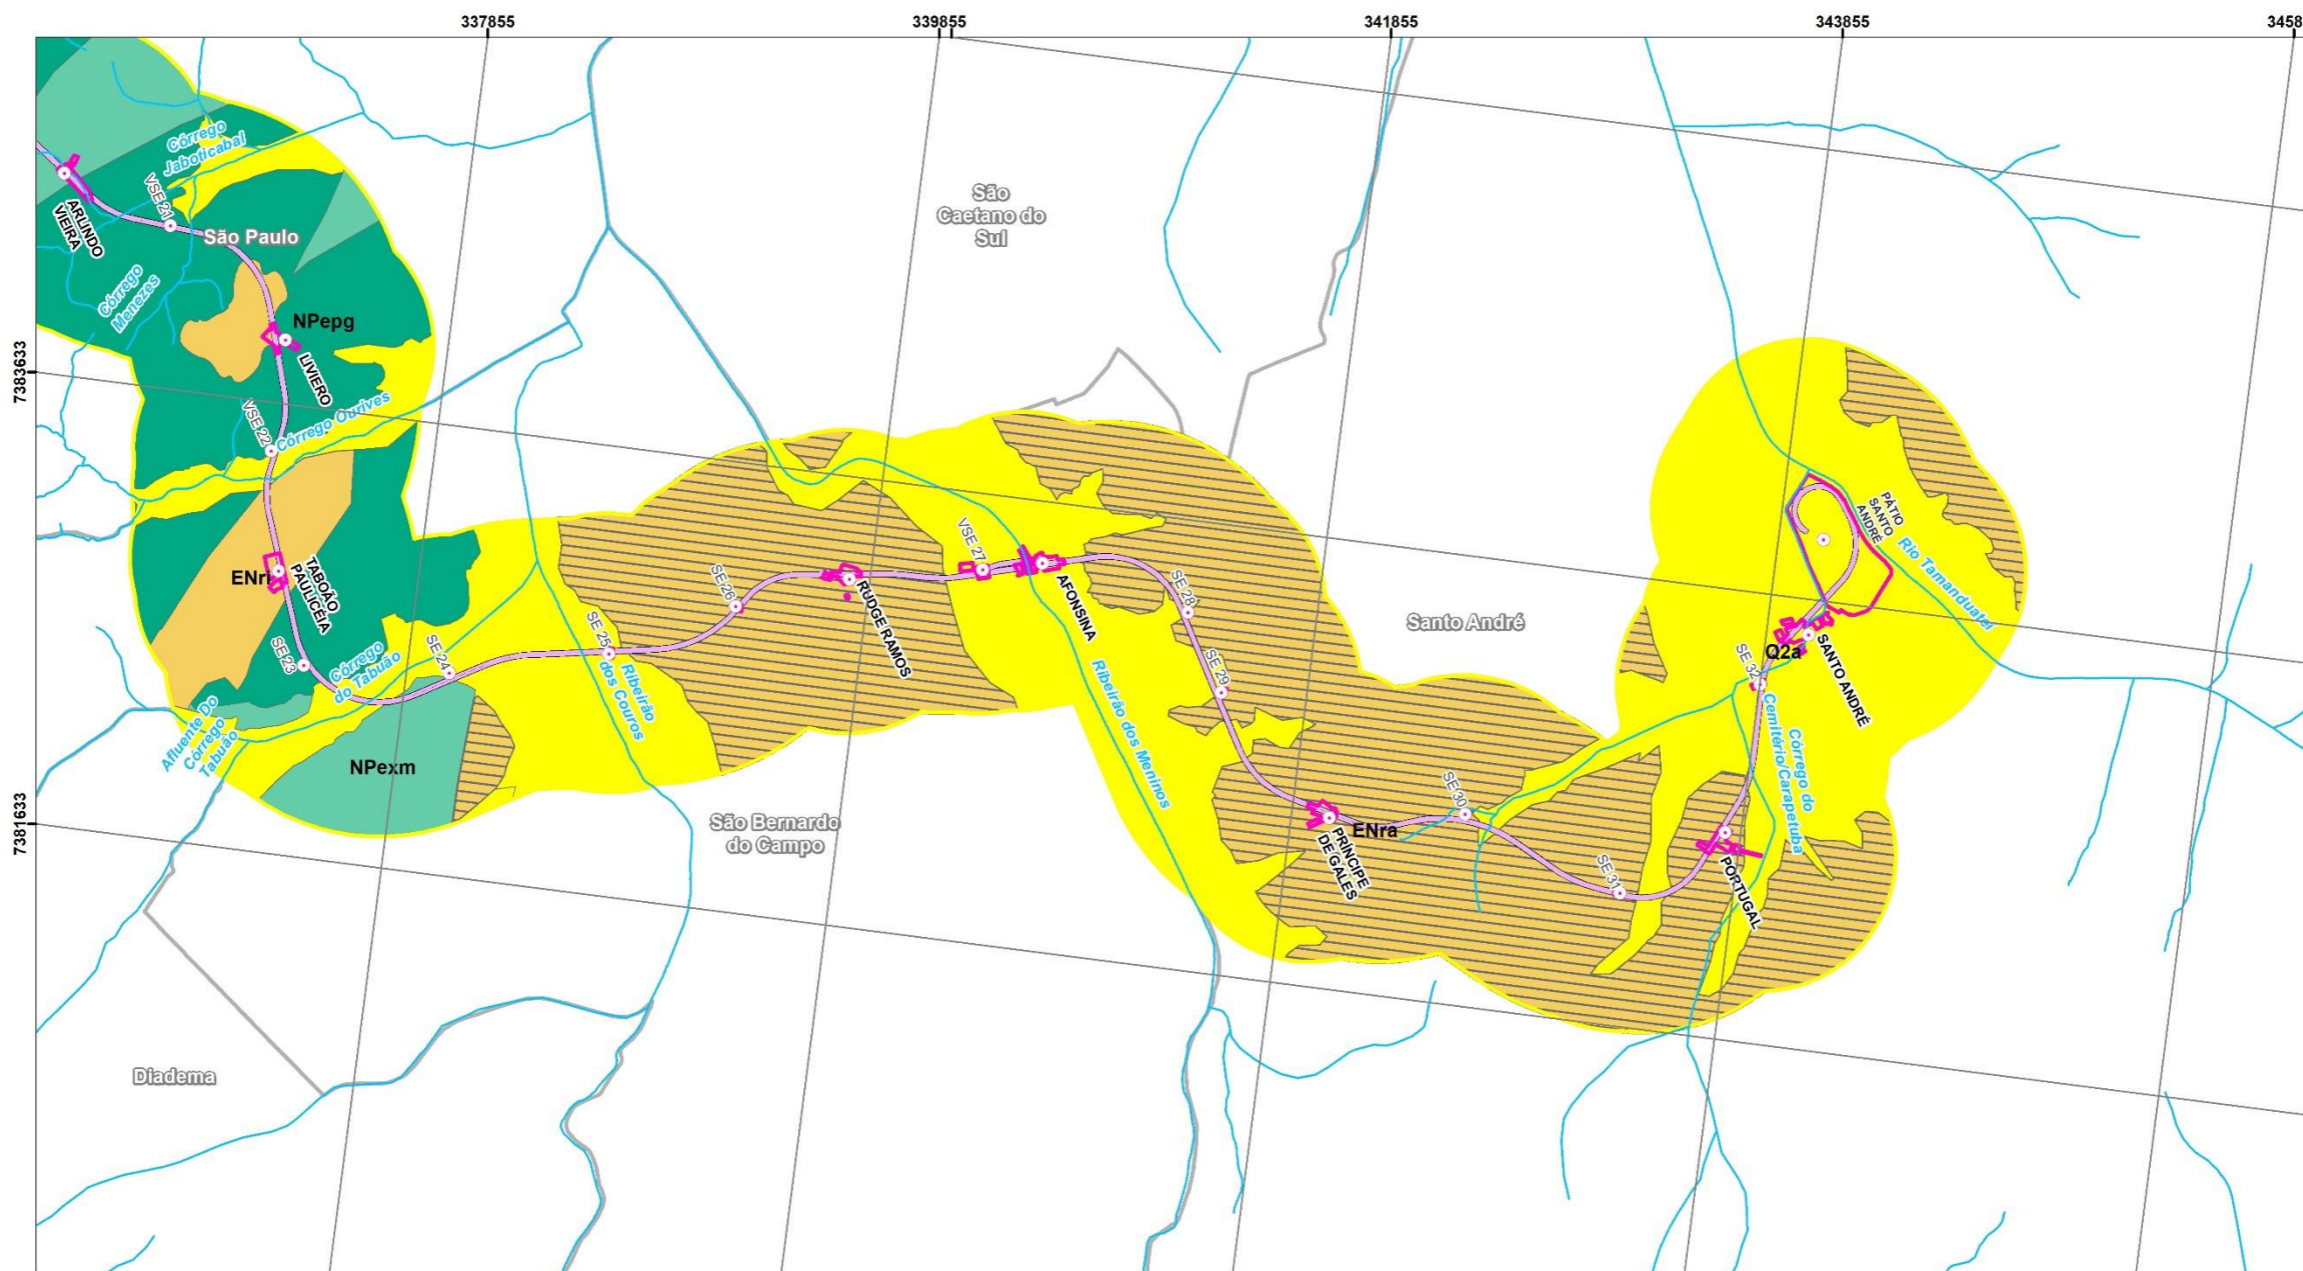 337855
339855
341855
343855
3458
7383633
7381633
Córrego
Jaboticabal
VSE 21
ARLINDO
VIEIRA
São Paulo
Córrego
Menezes
NPepg
LIVIERO
VSE 22
Córrego Ourives
ENri
TABOÃO
PAULICÉIA
SE 23
Córrego
do Tabuão
SE 24
Afluente Do
Córrego
Tabuão
NPexm
SE 25
Ribeirão
dos Couros
SE 26
RUDGE RAMOS
São
Caetano do
Sul
VSE 27
AFONSINA
Ribeirão dos Meninos
SE 28
SE 29
Santo André
São Bernardo
do Campo
PRÍNCIPE
DE GALES
ENra
SE 30
SE 31
PORTUGAL
Córrego do
Cemitério/Carapetuba
SE 32
Q2a
SANTO ANDRÉ
PÁTIO
SANTO
ANDRÉ
Rio Tamanduateí
Diadema